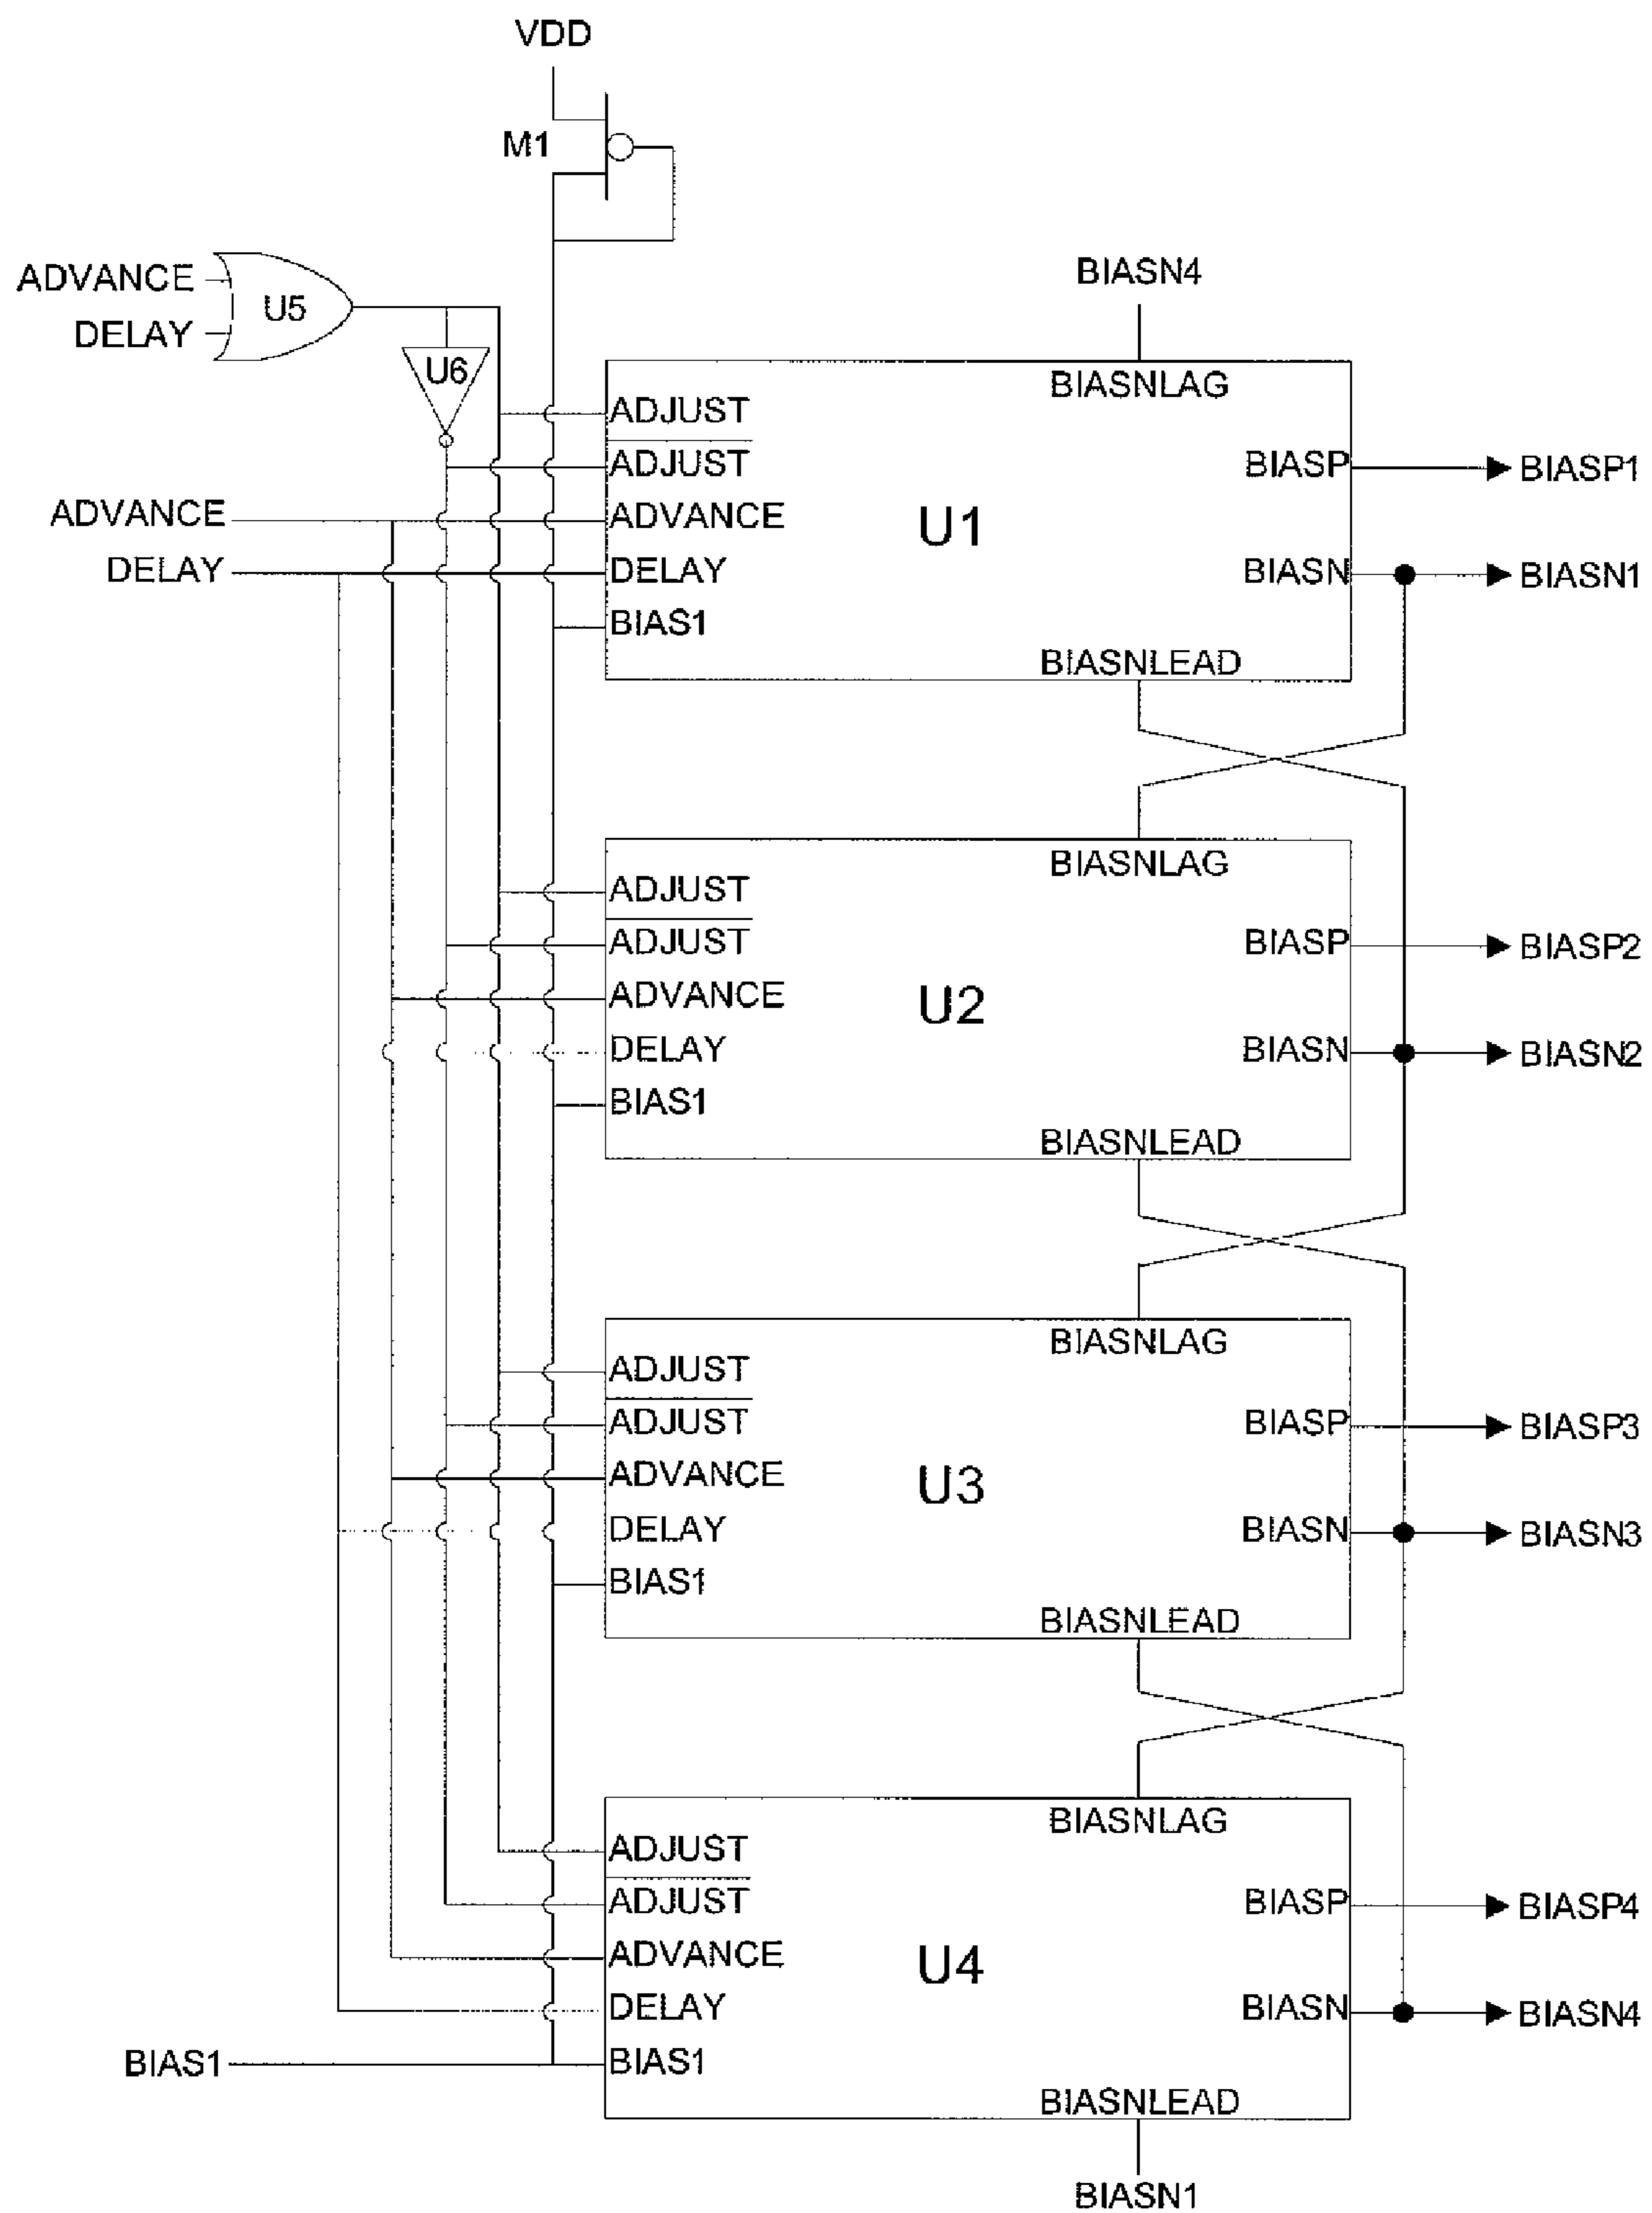 VDD
M1
ADVANCE
DELAY
U5
U6
BIASN4
BIASNLAG
ADJUST
ADJUST
ADVANCE
DELAY
BIAS1
ADVANCE
DELAY
U1
BIASP
BIASP1
BIASN
BIASN1
BIASNLEAD
BIASNLAG
ADJUST
ADJUST
ADVANCE
DELAY
BIAS1
U2
BIASP
BIASP2
BIASN
BIASN2
BIASNLEAD
BIASNLAG
ADJUST
ADJUST
ADVANCE
DELAY
BIAS1
U3
BIASP
BIASP3
BIASN
BIASN3
BIASNLEAD
BIASNLAG
ADJUST
ADJUST
ADVANCE
DELAY
BIAS1
BIAS1
U4
BIASP
BIASP4
BIASN
BIASN4
BIASNLEAD
BIASN1